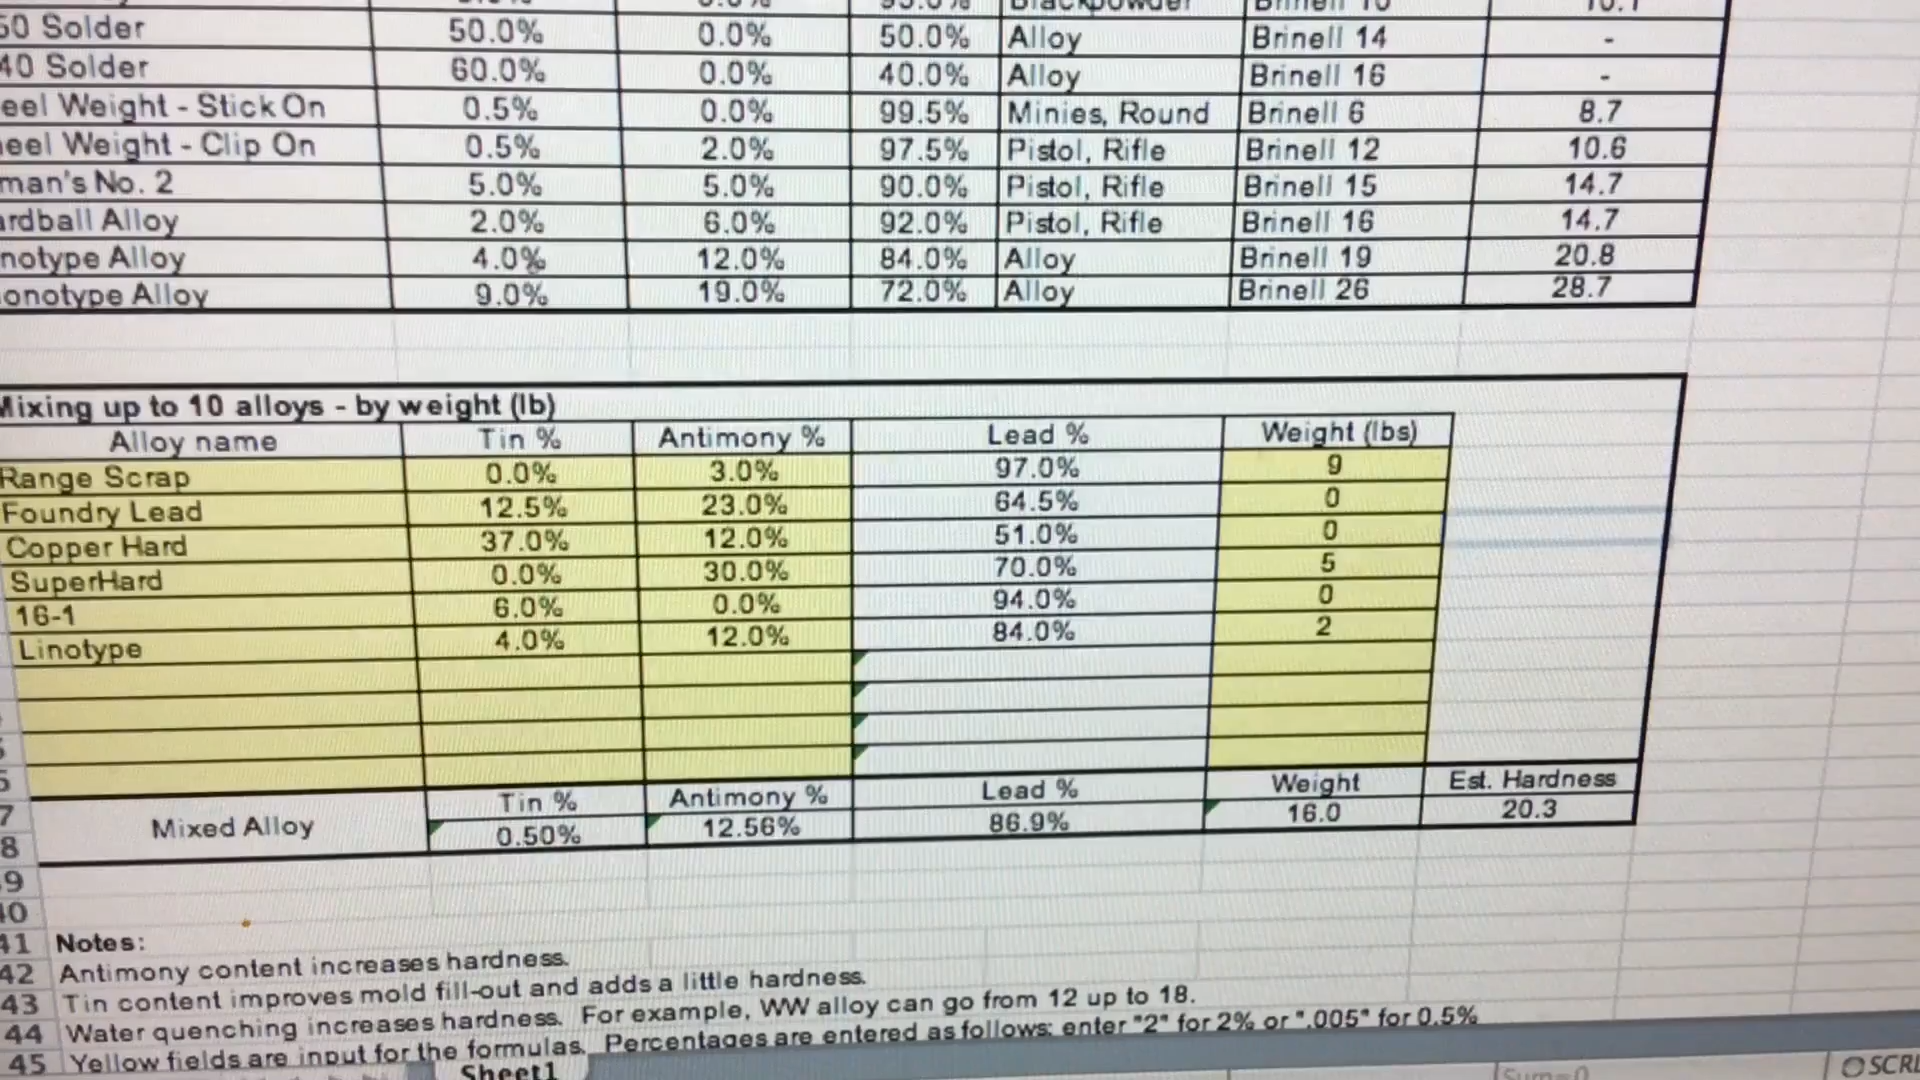 50 Solder 50.0% 0.0% 50.0% Alloy Brinell 14 -
40 Solder 60.0% 0.0% 40.0% Alloy Brinell 16 -
eel Weight - Stick On 0.5% 0.0% 99.5% Minies, Round Brinell 6 8.7
eel Weight - Clip On 0.5% 2.0% 97.5% Pistol, Rifle Brinell 12 10.6
man's No. 2 5.0% 5.0% 90.0% Pistol, Rifle Brinell 15 14.7
ardball Alloy 2.0% 6.0% 92.0% Pistol, Rifle Brinell 16 14.7
notype Alloy 4.0% 12.0% 84.0% Alloy Brinell 19 20.8
onotype Alloy 9.0% 19.0% 72.0% Alloy Brinell 26 28.7
Mixing up to 10 alloys - by weight (lb)
Alloy name Tin % Antimony % Lead % Weight (lbs)
Range Scrap 0.0% 3.0% 97.0% 9
Foundry Lead 12.5% 23.0% 64.5% 0
Copper Hard 37.0% 12.0% 51.0% 0
SuperHard 0.0% 30.0% 70.0% 5
16-1 6.0% 0.0% 94.0% 0
Linotype 4.0% 12.0% 84.0% 2
Tin % Antimony % Lead % Weight Est. Hardness
Mixed Alloy 0.50% 12.56% 86.9% 16.0 20.3
41 Notes:
42 Antimony content increases hardness.
43 Tin content improves mold fill-out and adds a little hardness.
44 Water quenching increases hardness. For example, WW alloy can go from 12 up to 18.
45 Yellow fields are input for the formulas. Percentages are entered as follows: enter "2" for 2% or ".005" for 0.5%
Sheet1
Sum=0
SCRL